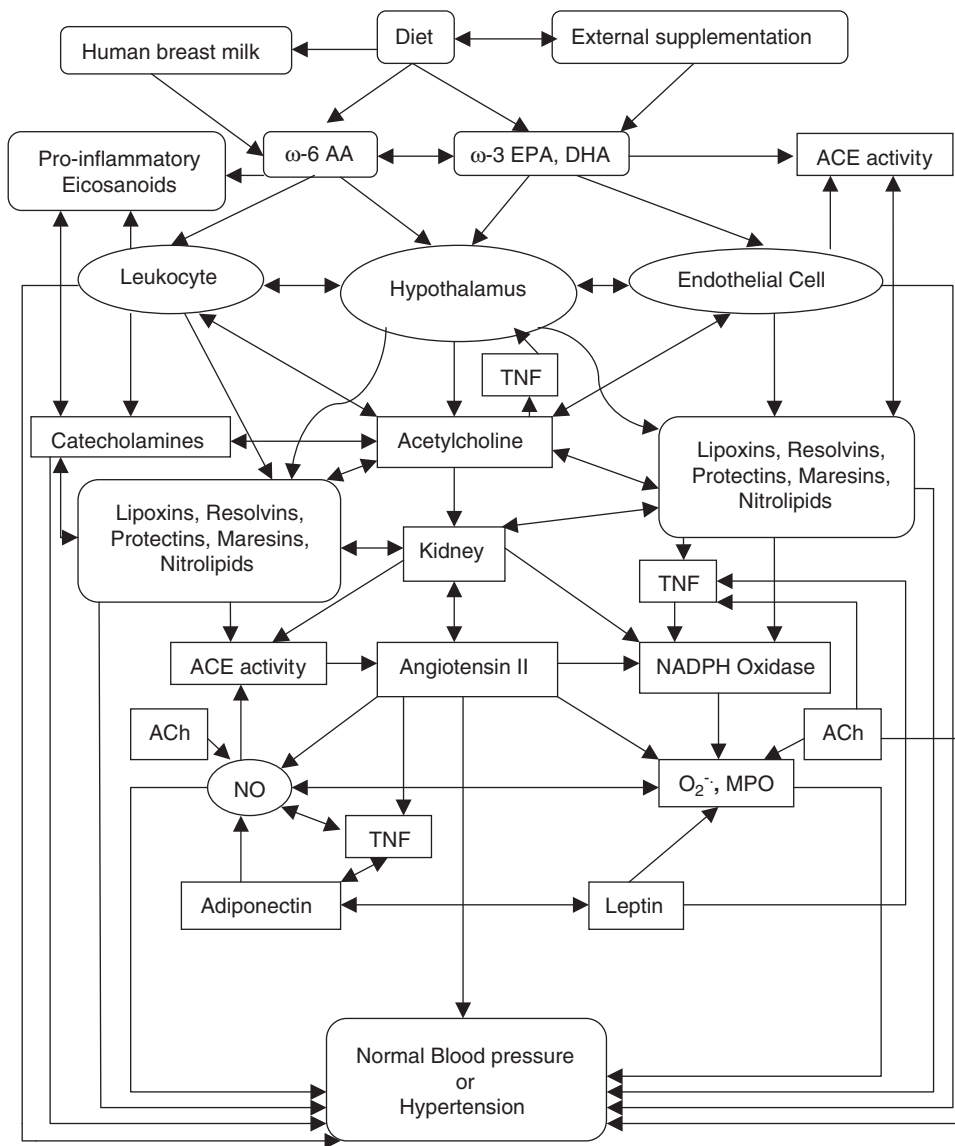 Human breast milk
Diet
External supplementation
ω-6 AA
ω-3 EPA, DHA
Pro-inflammatory
Eicosanoids
ACE activity
Leukocyte
Hypothalamus
Endothelial Cell
TNF
Catecholamines
Acetylcholine
Lipoxins, Resolvins,
Protectins, Maresins,
Nitrolipids
Lipoxins, Resolvins,
Protectins, Maresins,
Nitrolipids
Kidney
TNF
ACE activity
Angiotensin II
NADPH Oxidase
ACh
ACh
NO
O₂⁻·, MPO
TNF
Adiponectin
Leptin
Normal Blood pressure
or
Hypertension